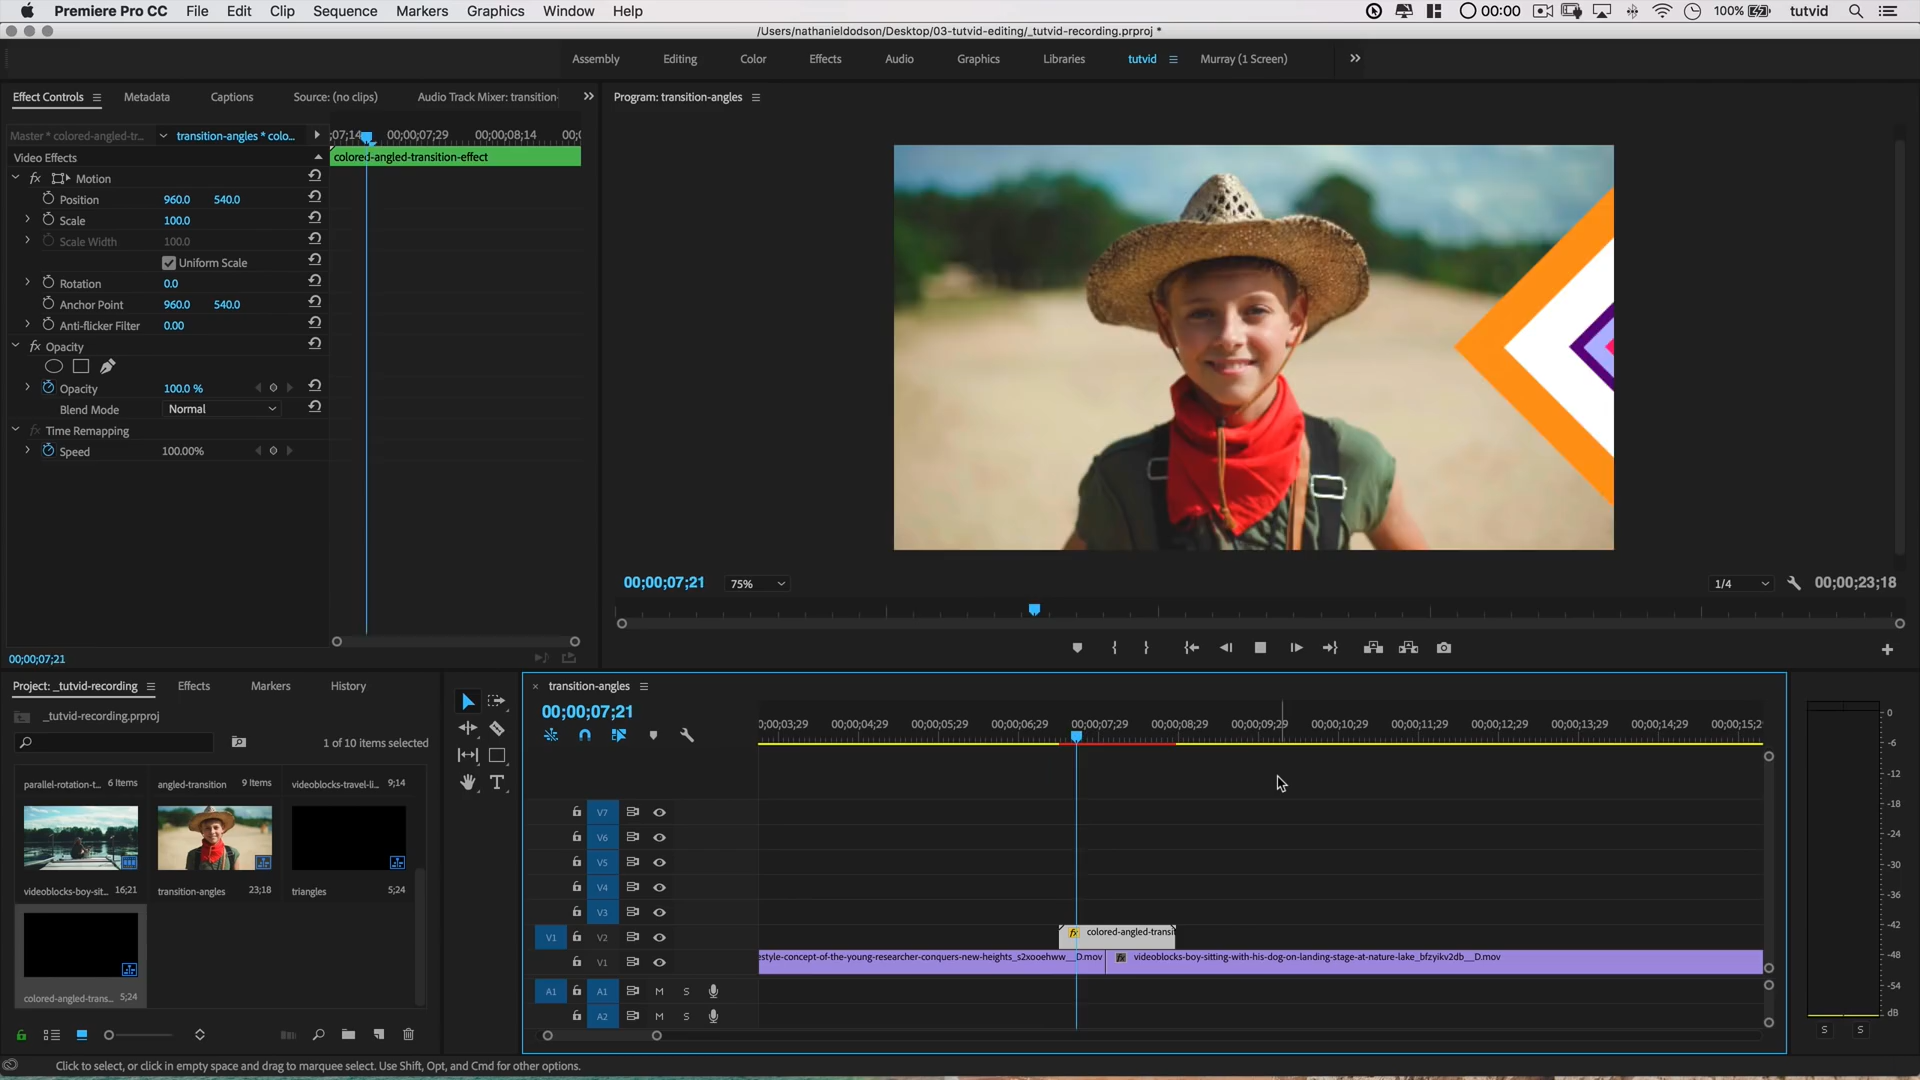 Premiere Pro CC File Edit Clip Sequence Markers Graphics Window Help 00:00 100% tutvid
/Users/nathanieldodson/Desktop/03-tutvid-editing/_tutvid-recording.prproj *
Assembly Editing Color Effects Audio Graphics Libraries tutvid Murray (1 Screen)
Effect Controls Metadata Captions Source: (no clips) Audio Track Mixer: transition- Program: transition-angles
Master * colored-angled-tr... transition-angles * colo... 00;00;07;29 00;00;08;14
Video Effects colored-angled-transition-effect
fx Motion
Position 960.0 540.0
Scale 100.0
Scale Width 100.0
Uniform Scale
Rotation 0.0
Anchor Point 960.0 540.0
Anti-flicker Filter 0.00
fx Opacity
Opacity 100.0 %
Blend Mode Normal
fx Time Remapping
Speed 100.00%
00;00;07;21 75% 1/4 00;00;23;18
00;00;07;21
Project: _tutvid-recording Effects Markers History
_tutvid-recording.prproj
1 of 10 items selected
parallel-rotation-t... 6 Items angled-transition 9 Items videoblocks-travel-li... 9;14
videoblocks-boy-sit... 16;21 transition-angles 23;18 triangles 5;24
colored-angled-trans... 5;24
transition-angles
00;00;07;21
00;00;04;29 00;00;05;29 00;00;06;29 00;00;07;29 00;00;08;29 00;00;09;29 00;00;10;29 00;00;11;29 00;00;12;29 00;00;13;29 00;00;14;29
V7
V6
V5
V4
V3
V1 V2 fx colored-angled-transi
V1 estyle-concept-of-the-young-researcher-conquers-new-heights_s2xooehww__D.mov fx videoblocks-boy-sitting-with-his-dog-on-landing-stage-at-nature-lake_bfzyikv2db__D.mov
A1 A1 M S
A2 M S
0
-6
-12
-18
-24
-30
-36
-42
-48
-54
dB
S S
Click to select, or click in empty space and drag to marquee select. Use Shift, Opt, and Cmd for other options.